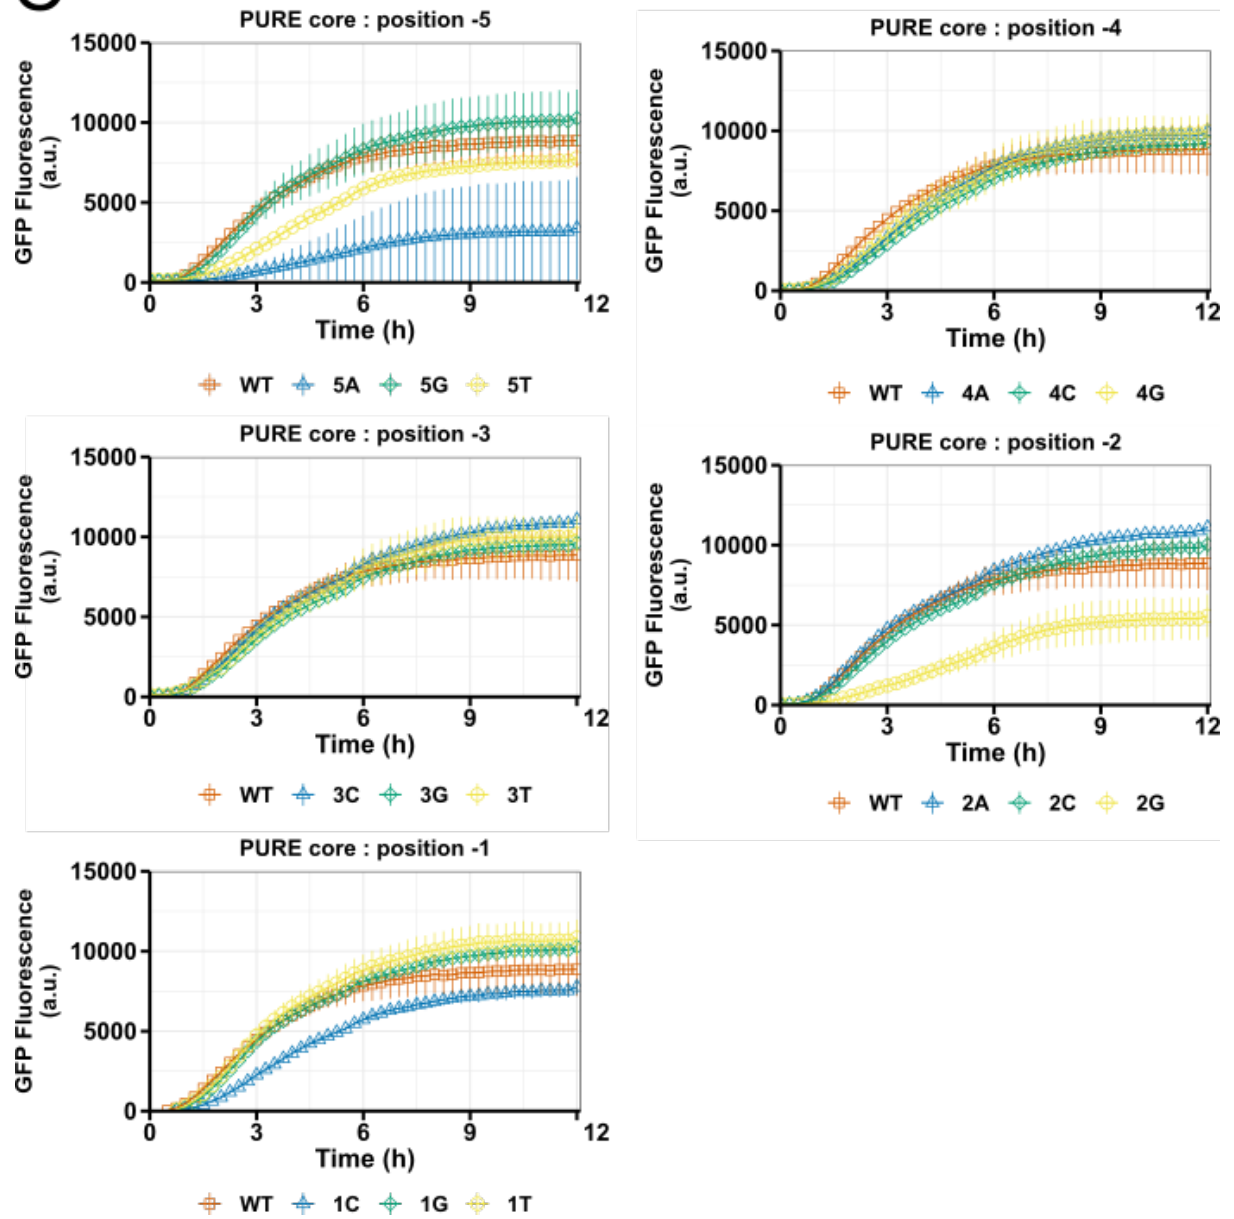 PURE core : position -5
GFP Fluorescence
(a.u.)
15000
10000
5000
0
0 3 6 9 12
Time (h)
WT 5A 5G 5T
PURE core : position -4
GFP Fluorescence
(a.u.)
15000
10000
5000
0
0 3 6 9 12
Time (h)
WT 4A 4C 4G
PURE core : position -3
GFP Fluorescence
(a.u.)
15000
10000
5000
0
0 3 6 9 12
Time (h)
WT 3C 3G 3T
PURE core : position -2
GFP Fluorescence
(a.u.)
15000
10000
5000
0
0 3 6 9 12
Time (h)
WT 2A 2C 2G
PURE core : position -1
GFP Fluorescence
(a.u.)
15000
10000
5000
0
0 3 6 9 12
Time (h)
WT 1C 1G 1T